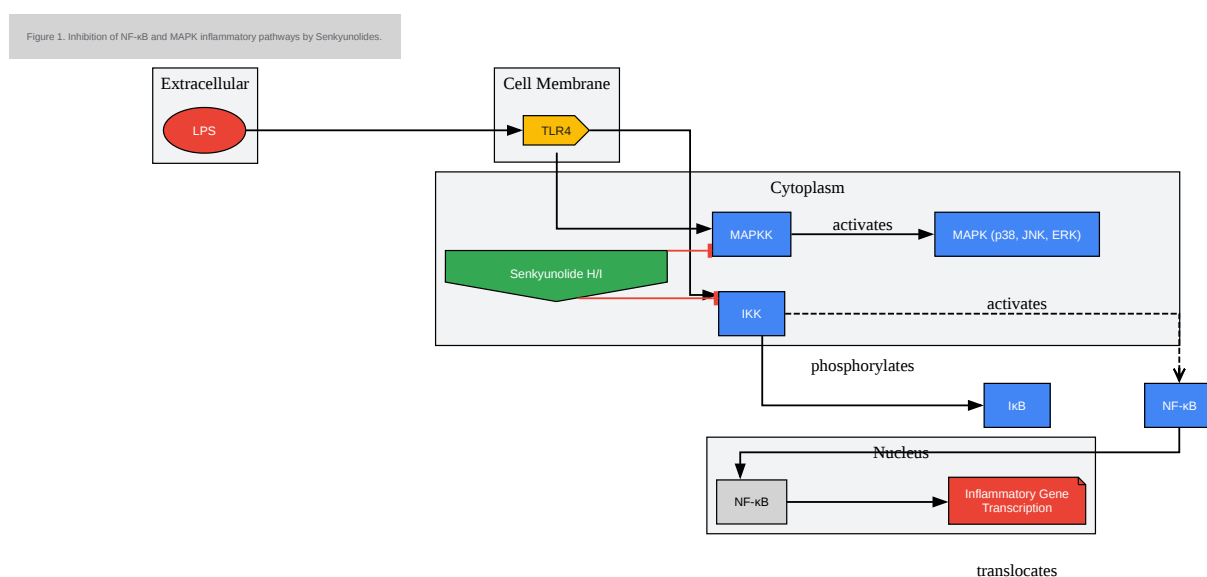 Figure 1. Inhibition of NF-κB and MAPK inflammatory pathways by Senkyunolides.
Extracellular
LPS
Cell Membrane
TLR4
Cytoplasm
MAPKK
activates
MAPK (p38, JNK, ERK)
Senkyunolide H/I
IKK
activates
phosphorylates
IκB
NF-κB
Nucleus
NF-κB
Inflammatory Gene
Transcription
translocates